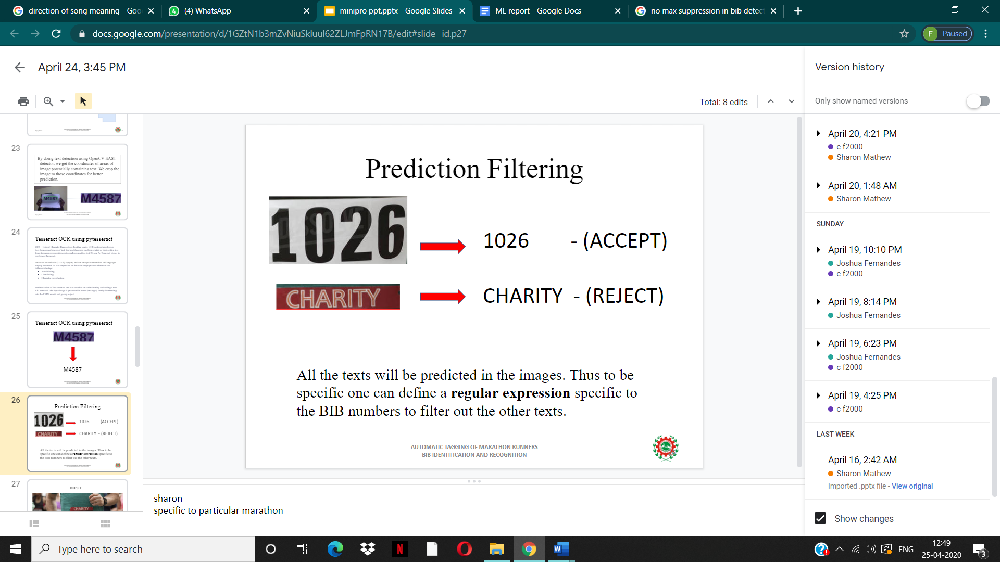 direction of song meaning - Goo
(4) WhatsApp
minipro ppt.pptx - Google Slides
ML report - Google Docs
no max suppression in bib detect
docs.google.com/presentation/d/1GZtN1b3mZvNiuSkluul62ZLJmFpRN17B/edit#slide=id.p27
F Paused
April 24, 3:45 PM
Total: 8 edits
23
By doing text detection using OpenCV EAST
detector, we get the coordinates of areas of
image potentially containing text. We crop the
image to those coordinates for better
prediction.
M4587
M4587
24
Tesseract OCR using pytesseract
Word finding
Line finding
Character classification
25
Tesseract OCR using pytesseract
M4587
M4587
26
Prediction Filtering
1026
1026 - (ACCEPT)
CHARITY
CHARITY - (REJECT)
All the texts will be predicted in the images. Thus to be
specific one can define a regular expression specific to
the BIB numbers to filter out the other texts.
27
INPUT
CHARITY
Prediction Filtering
1026
1026 - (ACCEPT)
CHARITY
CHARITY - (REJECT)
All the texts will be predicted in the images. Thus to be
specific one can define a regular expression specific to
the BIB numbers to filter out the other texts.
AUTOMATIC TAGGING OF MARATHON RUNNERS
BIB IDENTIFICATION AND RECOGNITION
sharon
specific to particular marathon
Version history
Only show named versions
April 20, 4:21 PM
c f2000
Sharon Mathew
April 20, 1:48 AM
Sharon Mathew
SUNDAY
April 19, 10:10 PM
Joshua Fernandes
c f2000
April 19, 8:14 PM
Joshua Fernandes
April 19, 6:23 PM
Joshua Fernandes
c f2000
April 19, 4:25 PM
c f2000
LAST WEEK
April 16, 2:42 AM
Sharon Mathew
Imported .pptx file - View original
Show changes
Type here to search
ENG
12:49
25-04-2020
3